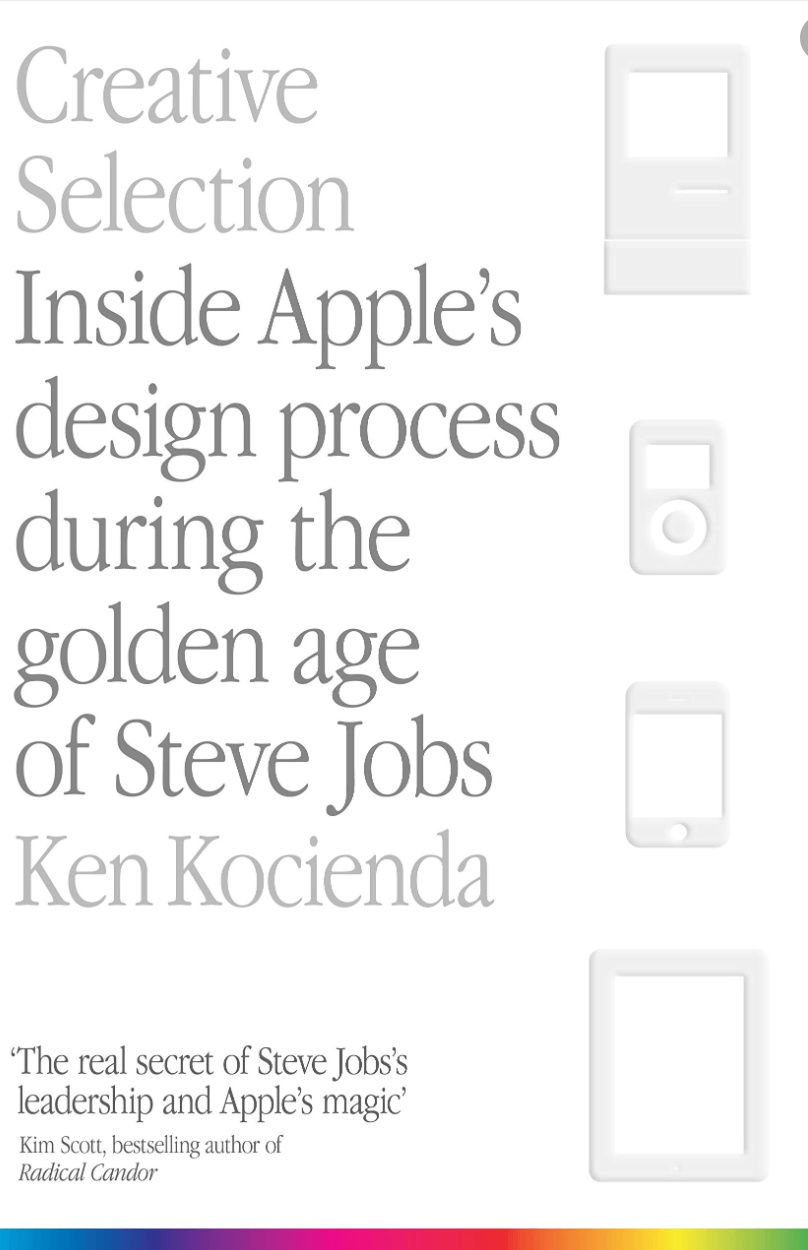 Creative
Selection
Inside Apple’s
design process
during the
golden age
of Steve Jobs
Ken Kocienda
‘The real secret of Steve Jobs’s
leadership and Apple’s magic’
Kim Scott, bestselling author of
Radical Candor